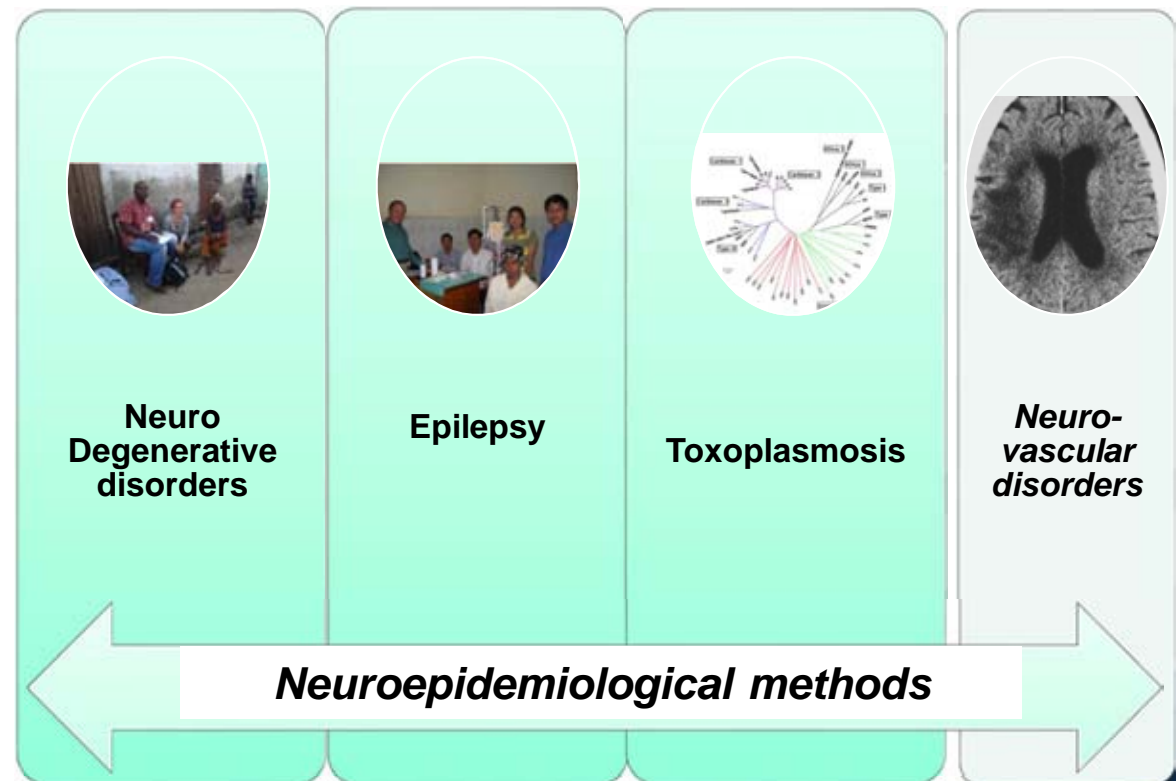 Neuro
Degenerative
disorders
Epilepsy
Toxoplasmosis
Neuro-
vascular
disorders
Neuroepidemiological methods